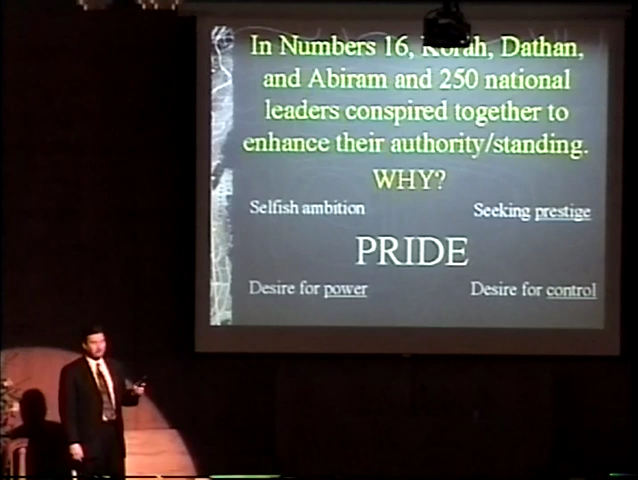 In Numbers 16, Korah, Dathan,
and Abiram and 250 national
leaders conspired together to
enhance their authority/standing.
WHY?
Selfish ambition Seeking prestige
PRIDE
Desire for power Desire for control